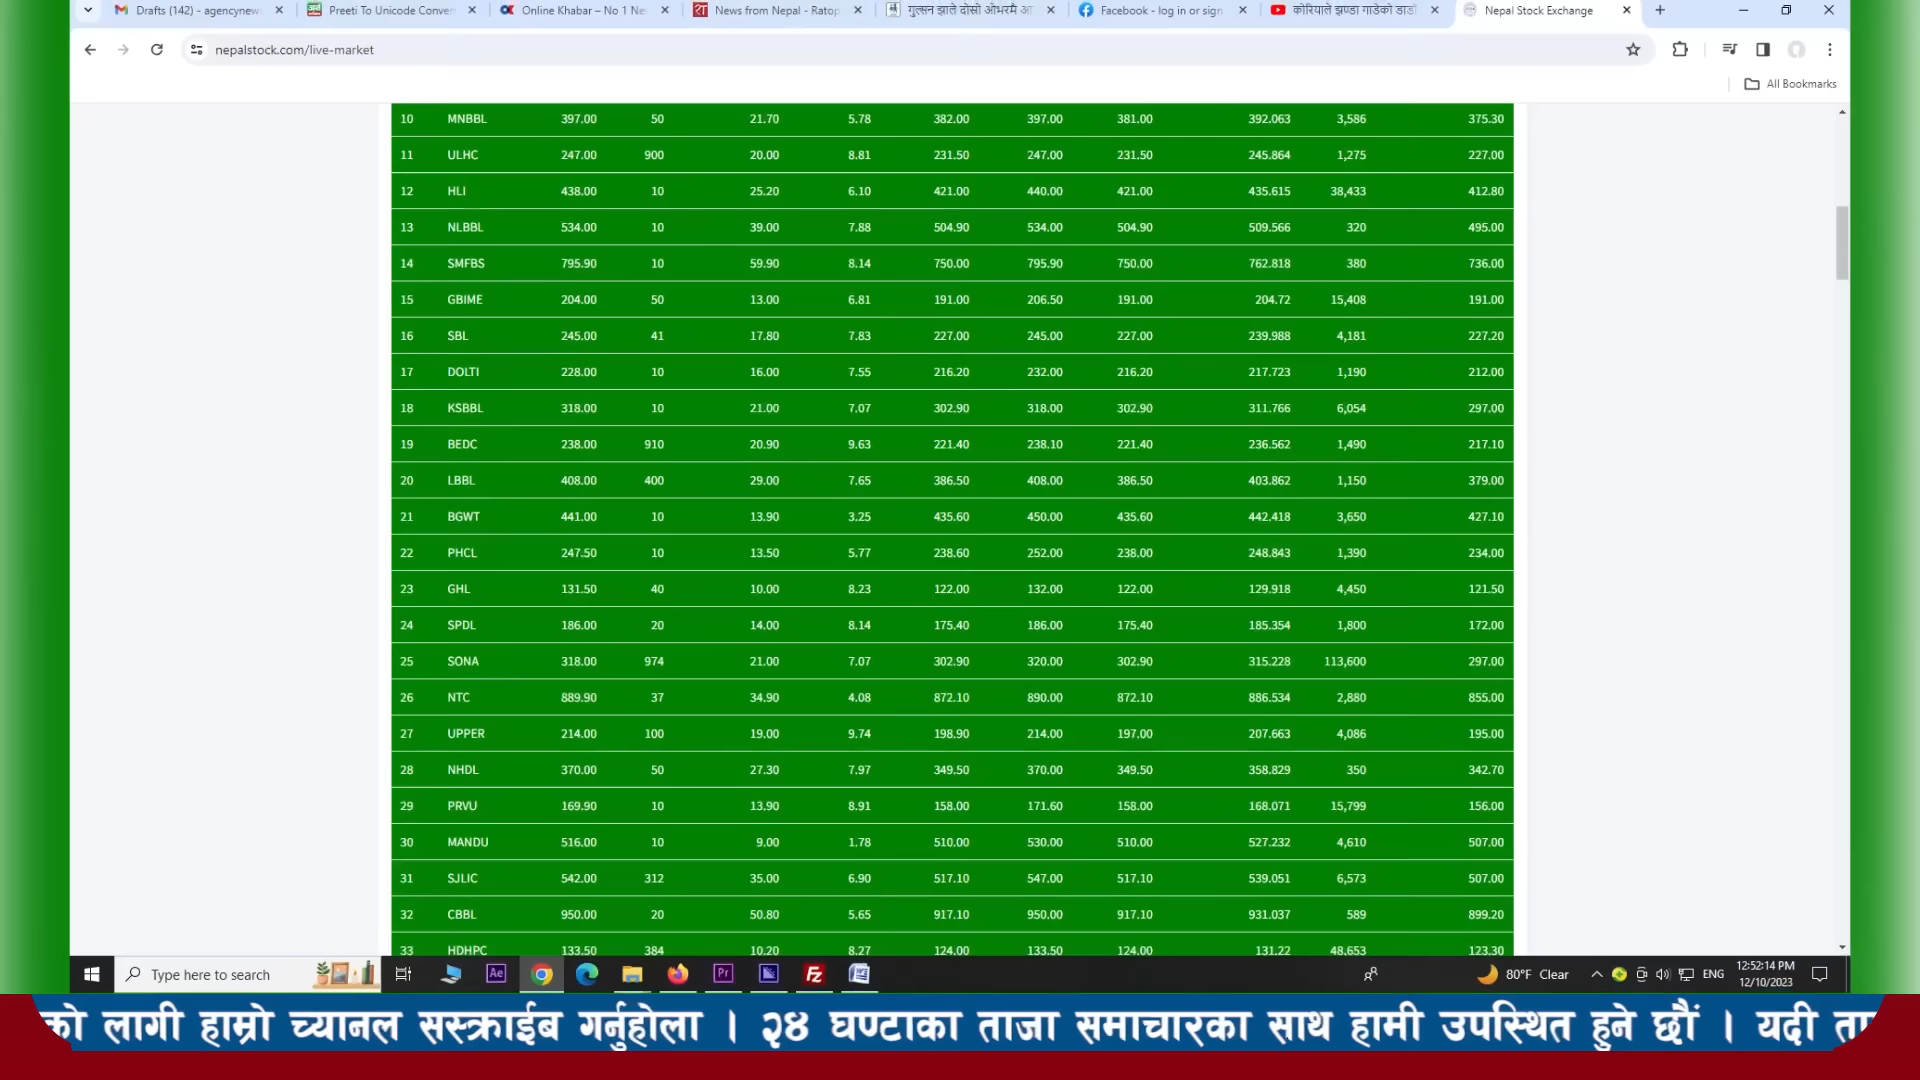 Drafts (142) - agencynew
Preeti To Unicode Conver
Online Khabar – No 1 Ne
News from Nepal - Ratop
गुल्सन झाले दोस्रो ओभरमै
Facebook - log in or sign
कोरियाले झण्डा गाडेको डाडाँ
Nepal Stock Exchange
nepalstock.com/live-market
All Bookmarks
10 MNBBL 397.00 50 21.70 5.78 382.00 397.00 381.00 392.063 3,586 375.30
11 ULHC 247.00 900 20.00 8.81 231.50 247.00 231.50 245.864 1,275 227.00
12 HLI 438.00 10 25.20 6.10 421.00 440.00 421.00 435.615 38,433 412.80
13 NLBBL 534.00 10 39.00 7.88 504.90 534.00 504.90 509.566 320 495.00
14 SMFBS 795.90 10 59.90 8.14 750.00 795.90 750.00 762.818 380 736.00
15 GBIME 204.00 50 13.00 6.81 191.00 206.50 191.00 204.72 15,408 191.00
16 SBL 245.00 41 17.80 7.83 227.00 245.00 227.00 239.988 4,181 227.20
17 DOLTI 228.00 10 16.00 7.55 216.20 232.00 216.20 217.723 1,190 212.00
18 KSBBL 318.00 10 21.00 7.07 302.90 318.00 302.90 311.766 6,054 297.00
19 BEDC 238.00 910 20.90 9.63 221.40 238.10 221.40 236.562 1,490 217.10
20 LBBL 408.00 400 29.00 7.65 386.50 408.00 386.50 403.862 1,150 379.00
21 BGWT 441.00 10 13.90 3.25 435.60 450.00 435.60 442.418 3,650 427.10
22 PHCL 247.50 10 13.50 5.77 238.60 252.00 238.00 248.843 1,390 234.00
23 GHL 131.50 40 10.00 8.23 122.00 132.00 122.00 129.918 4,450 121.50
24 SPDL 186.00 20 14.00 8.14 175.40 186.00 175.40 185.354 1,800 172.00
25 SONA 318.00 974 21.00 7.07 302.90 320.00 302.90 315.228 113,600 297.00
26 NTC 889.90 37 34.90 4.08 872.10 890.00 872.10 886.534 2,880 855.00
27 UPPER 214.00 100 19.00 9.74 198.90 214.00 197.00 207.663 4,086 195.00
28 NHDL 370.00 50 27.30 7.97 349.50 370.00 349.50 358.829 350 342.70
29 PRVU 169.90 10 13.90 8.91 158.00 171.60 158.00 168.071 15,799 156.00
30 MANDU 516.00 10 9.00 1.78 510.00 530.00 510.00 527.232 4,610 507.00
31 SJLIC 542.00 312 35.00 6.90 517.10 547.00 517.10 539.051 6,573 507.00
32 CBBL 950.00 20 50.80 5.65 917.10 950.00 917.10 931.037 589 899.20
33 HDHPC 133.50 384 10.20 8.27 124.00 133.50 124.00 131.22 48,653 123.30
Type here to search
Ae
Pr
Fz
80°F Clear
ENG
12:52:14 PM
12/10/2023
को लागी हाम्रो च्यानल सस्क्राईब गर्नुहोला । २४ घण्टाका ताजा समाचारका साथ हामी उपस्थित हुने छौं । यदी ता